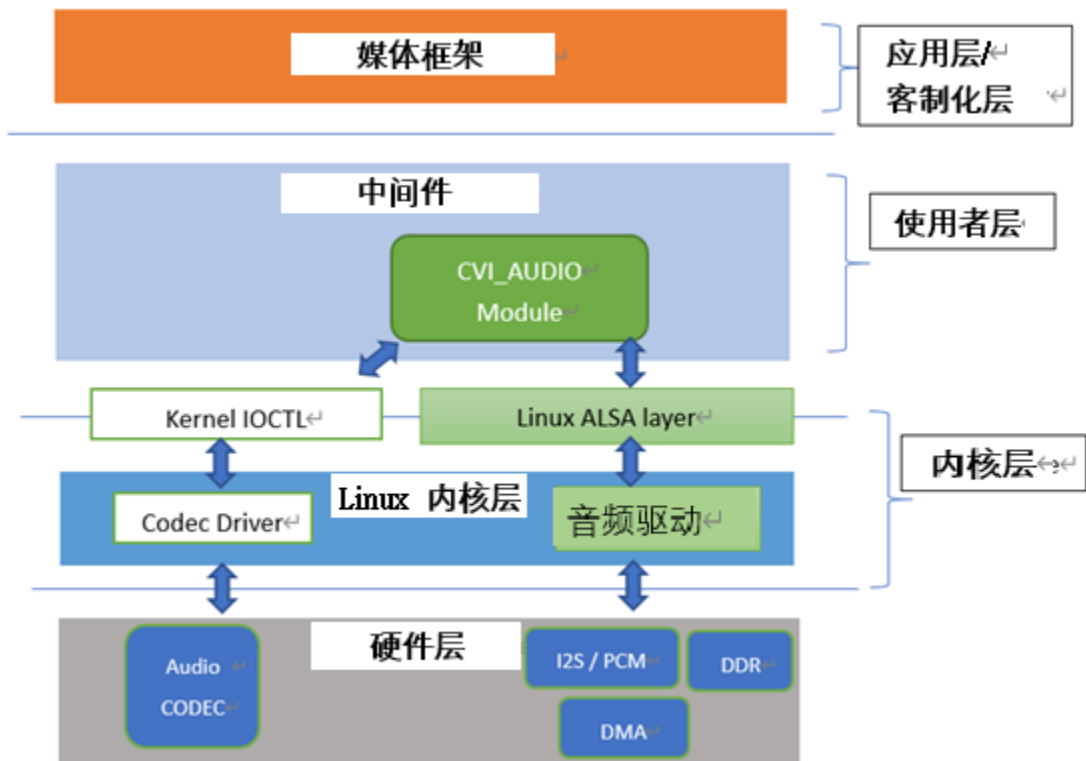 媒体框架
应用层/
客制化层
中间件
使用者层
CVI_AUDIO
Module
Kernel IOCTL
Linux ALSA layer
内核层
Linux 内核层
Codec Driver
音频驱动
硬件层
Audio
CODEC
I2S / PCM
DDR
DMA